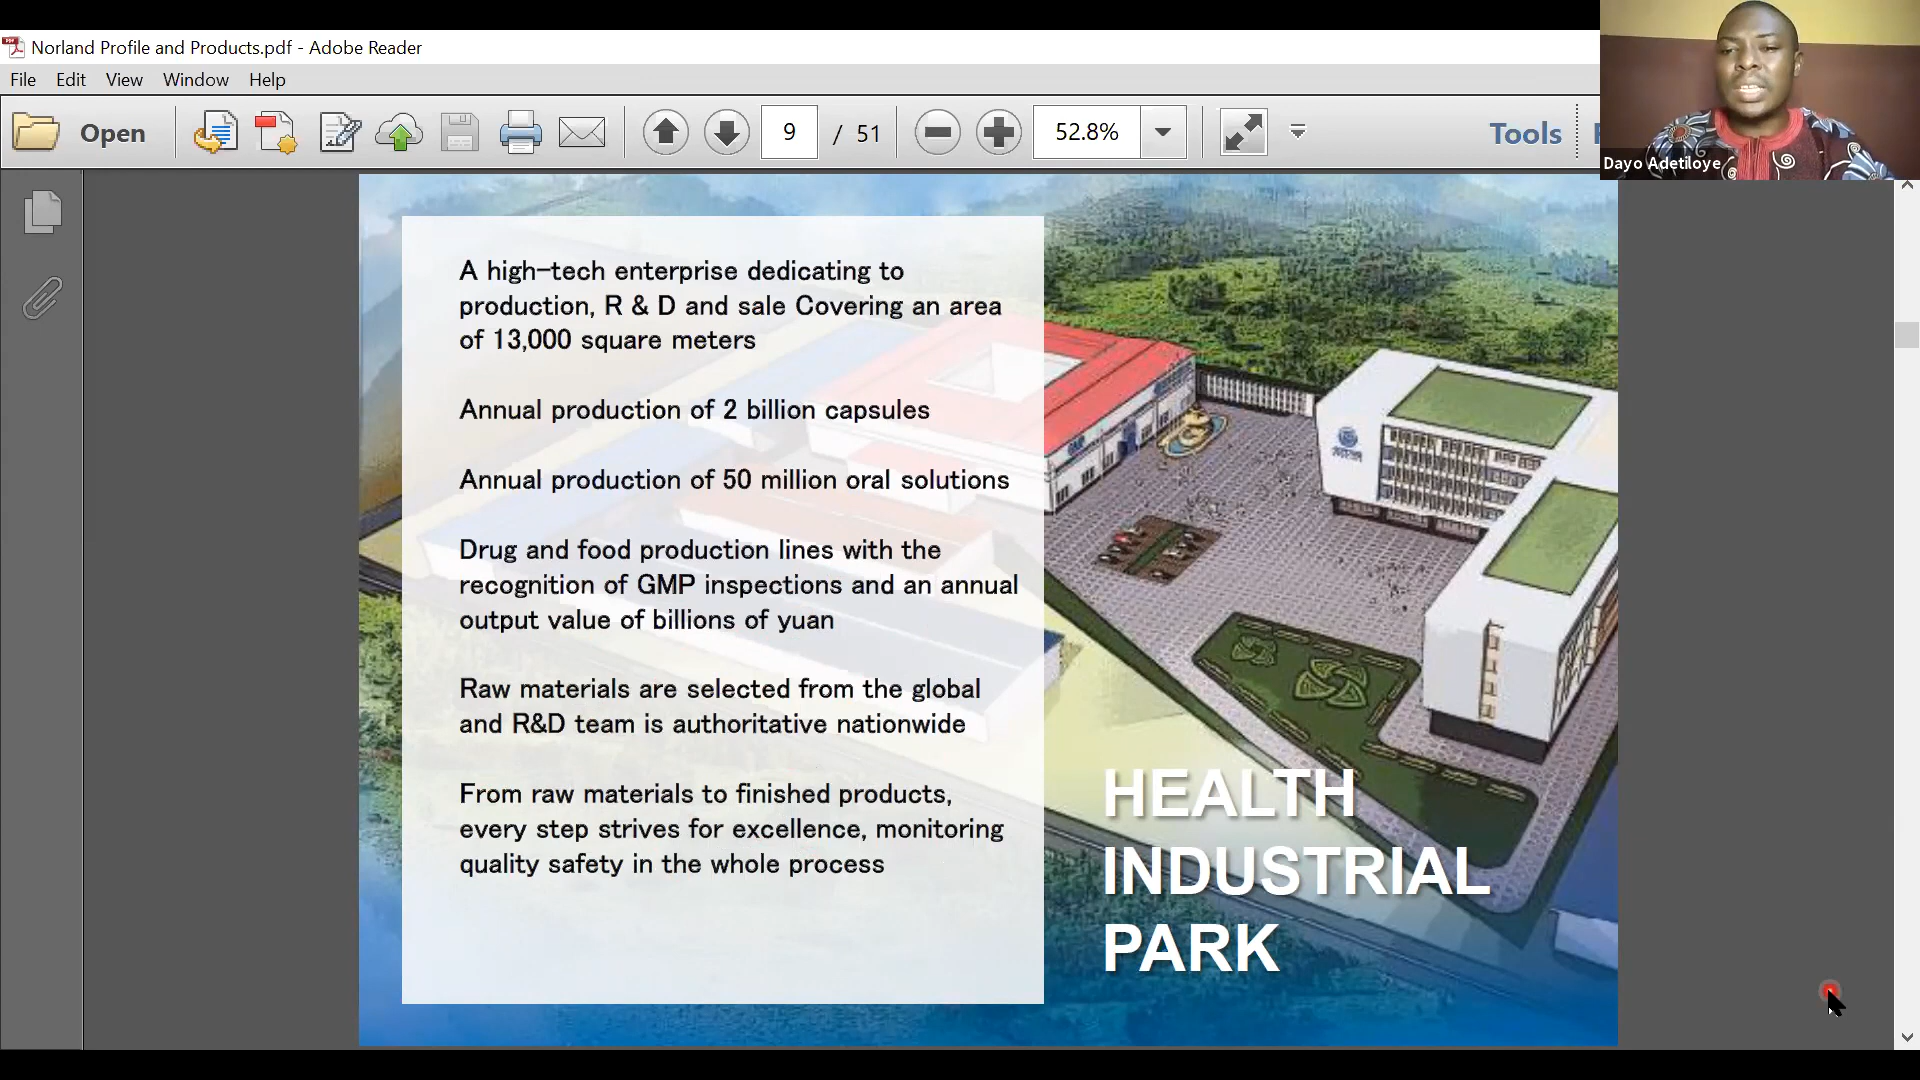 Norland Profile and Products.pdf - Adobe Reader
File Edit View Window Help
Open 9 / 51 52.8% Tools
Dayo Adetiloye
A high-tech enterprise dedicating to
production, R & D and sale Covering an area
of 13,000 square meters
Annual production of 2 billion capsules
Annual production of 50 million oral solutions
Drug and food production lines with the
recognition of GMP inspections and an annual
output value of billions of yuan
Raw materials are selected from the global
and R&D team is authoritative nationwide
From raw materials to finished products,
every step strives for excellence, monitoring
quality safety in the whole process
HEALTH
INDUSTRIAL
PARK